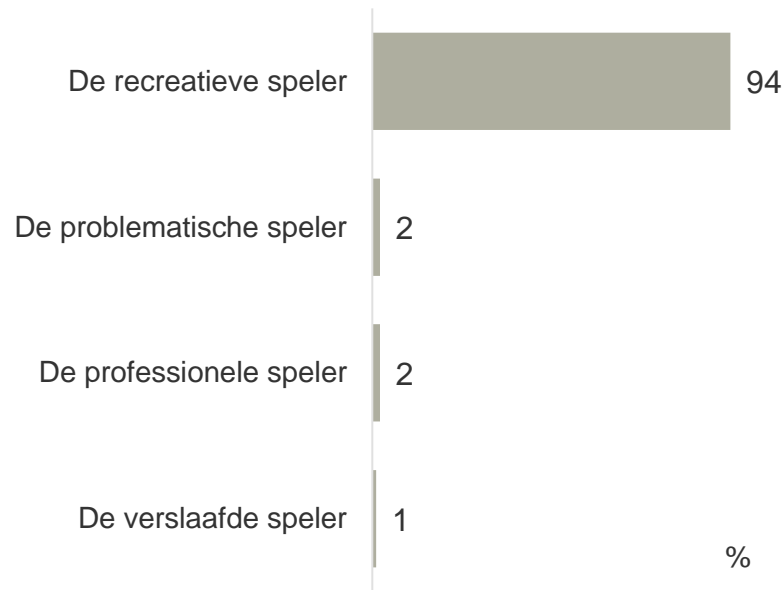 De recreatieve speler 94
De problematische speler 2
De professionele speler 2
De verslaafde speler 1
%